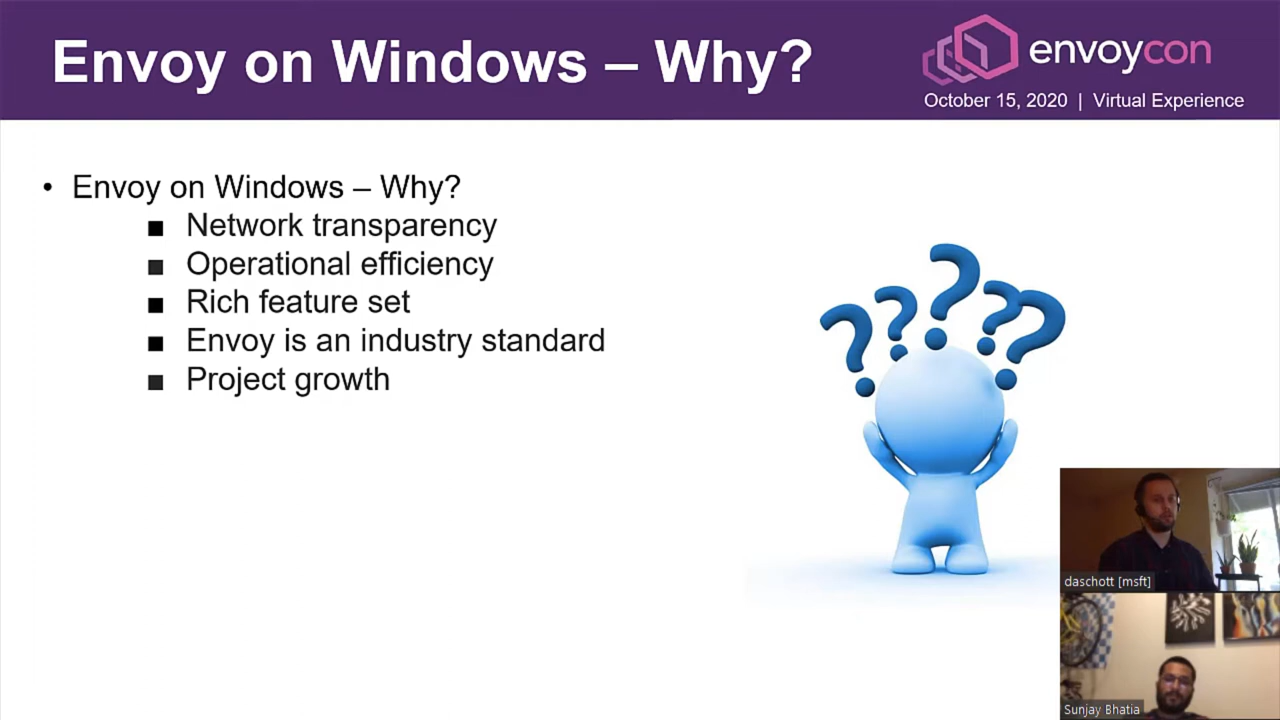 Envoy on Windows – Why?
envoycon
October 15, 2020 | Virtual Experience
• Envoy on Windows – Why?
■ Network transparency
■ Operational efficiency
■ Rich feature set
■ Envoy is an industry standard
■ Project growth
? ? ? ? ?
daschott [msft]
Sunjay Bhatia